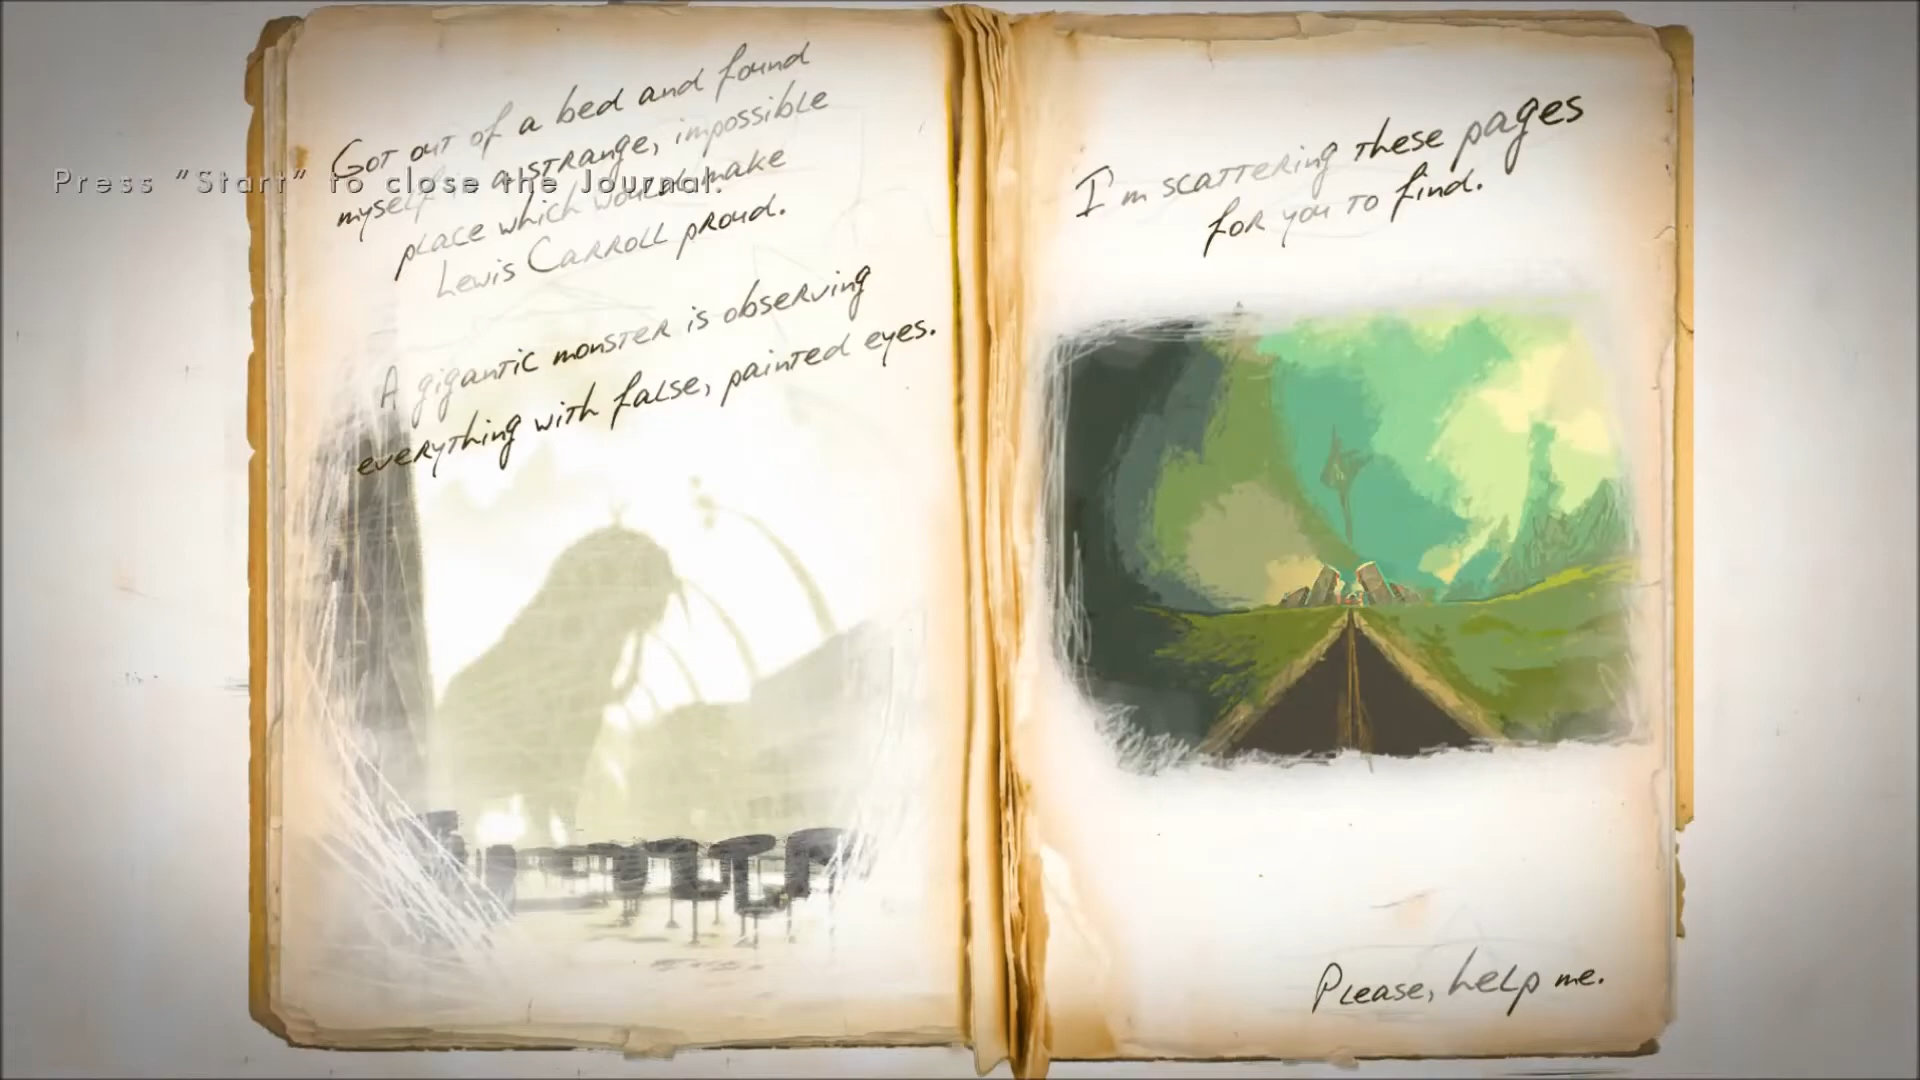 Got out of a bed and found
myself in a strange, impossible
place which would make
Lewis Carroll proud.
A gigantic monster is observing
everything with false, painted eyes.
Press "Start" to close the Journal.
I'm scattering these pages
for you to find.
Please, help me.